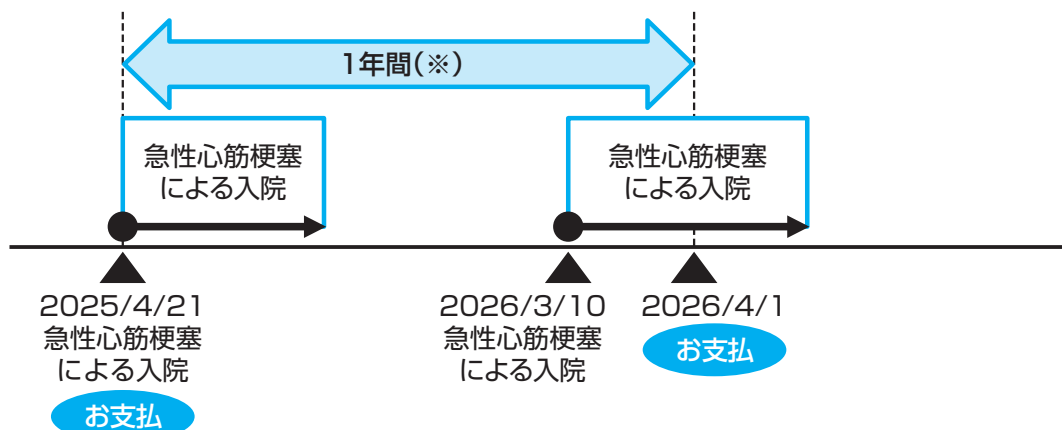 1年間(※)
急性心筋梗塞
による入院
急性心筋梗塞
による入院
2025/4/21
急性心筋梗塞
による入院
お支払
2026/3/10
急性心筋梗塞
による入院
2026/4/1
お支払